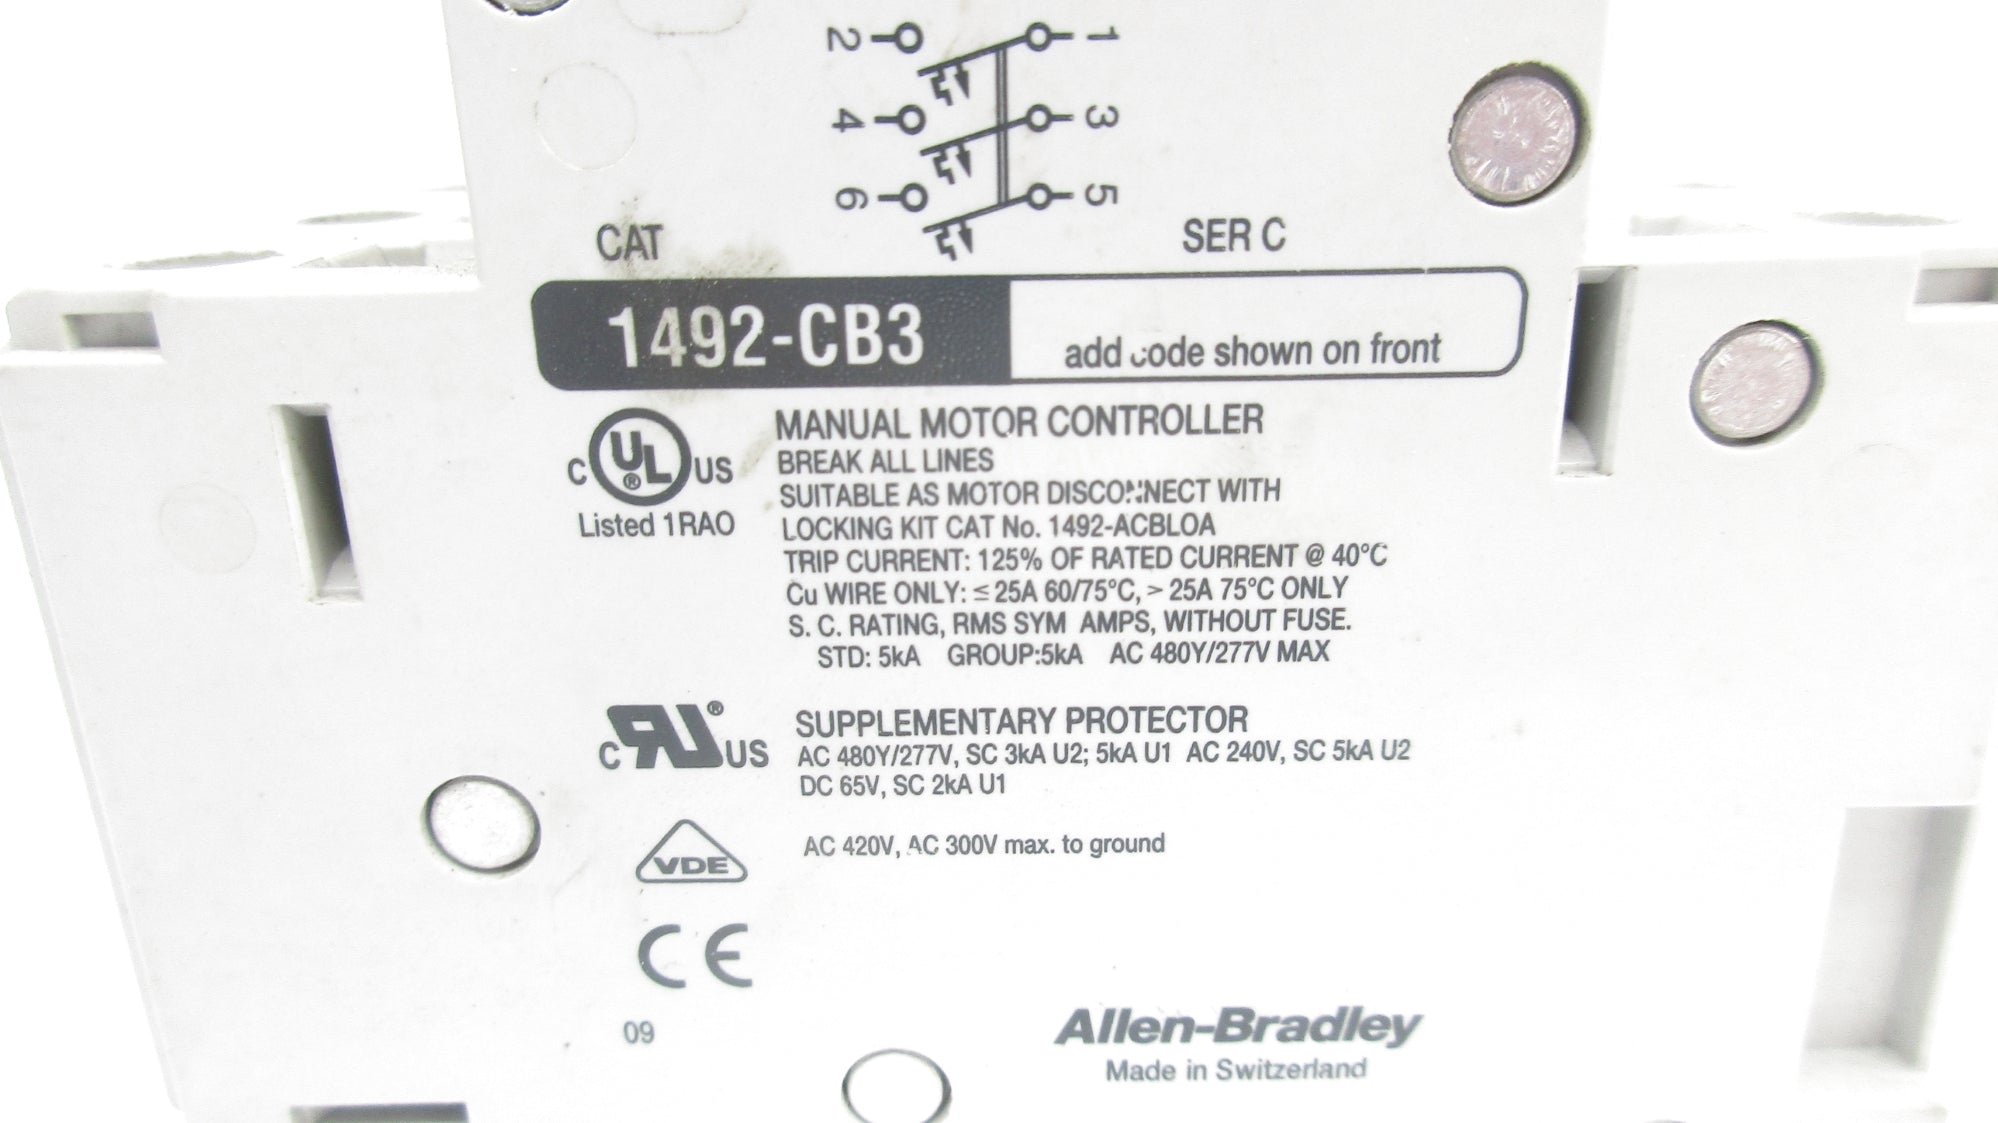 2 1
4 3
6 5
CAT SER C
1492-CB3 add code shown on front
MANUAL MOTOR CONTROLLER
BREAK ALL LINES
SUITABLE AS MOTOR DISCONNECT WITH
LOCKING KIT CAT No. 1492-ACBLOA
TRIP CURRENT: 125% OF RATED CURRENT @ 40°C
Cu WIRE ONLY: ≤ 25A 60/75°C, > 25A 75°C ONLY
S. C. RATING, RMS SYM AMPS, WITHOUT FUSE.
STD: 5kA GROUP:5kA AC 480Y/277V MAX
C UL® US
Listed 1RAO
SUPPLEMENTARY PROTECTOR
AC 480Y/277V, SC 3kA U2; 5kA U1 AC 240V, SC 5kA U2
DC 65V, SC 2kA U1
C RU® US
VDE
AC 420V, AC 300V max. to ground
CE
09
Allen-Bradley
Made in Switzerland